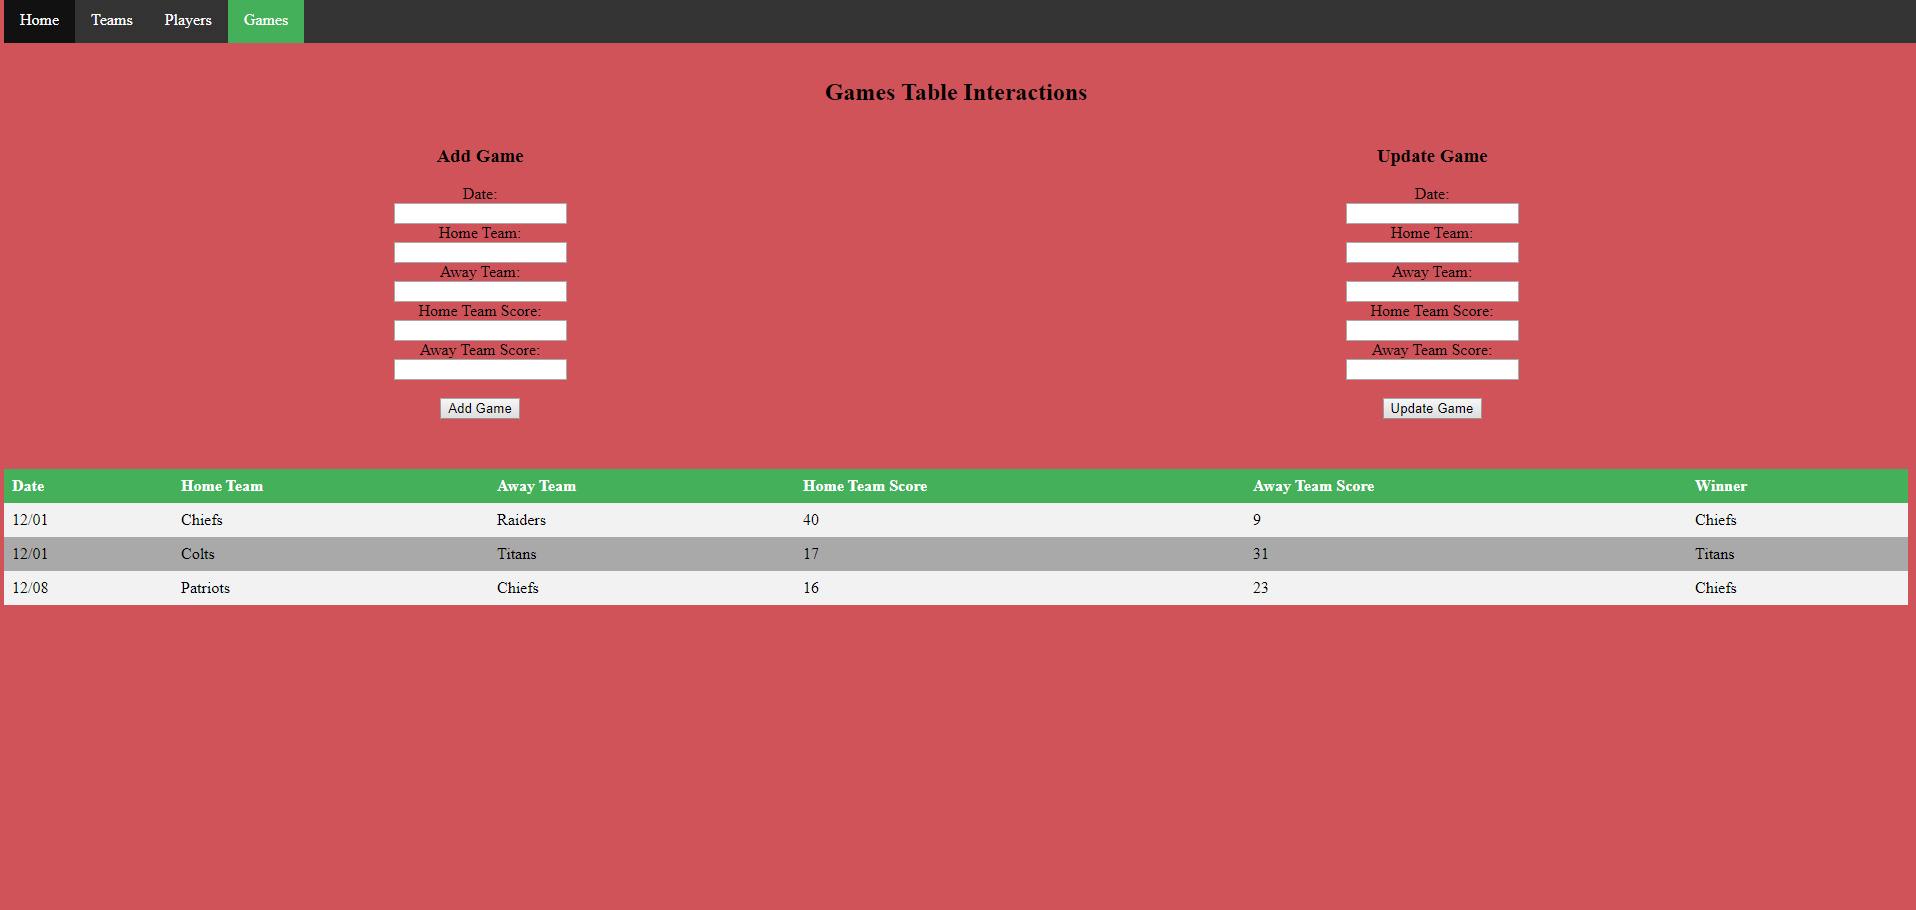 Home Teams Players Games
Games Table Interactions
Add Game
Date:
Home Team:
Away Team:
Home Team Score:
Away Team Score:
Add Game
Update Game
Date:
Home Team:
Away Team:
Home Team Score:
Away Team Score:
Update Game
Date Home Team Away Team Home Team Score Away Team Score Winner
12/01 Chiefs Raiders 40 9 Chiefs
12/01 Colts Titans 17 31 Titans
12/08 Patriots Chiefs 16 23 Chiefs